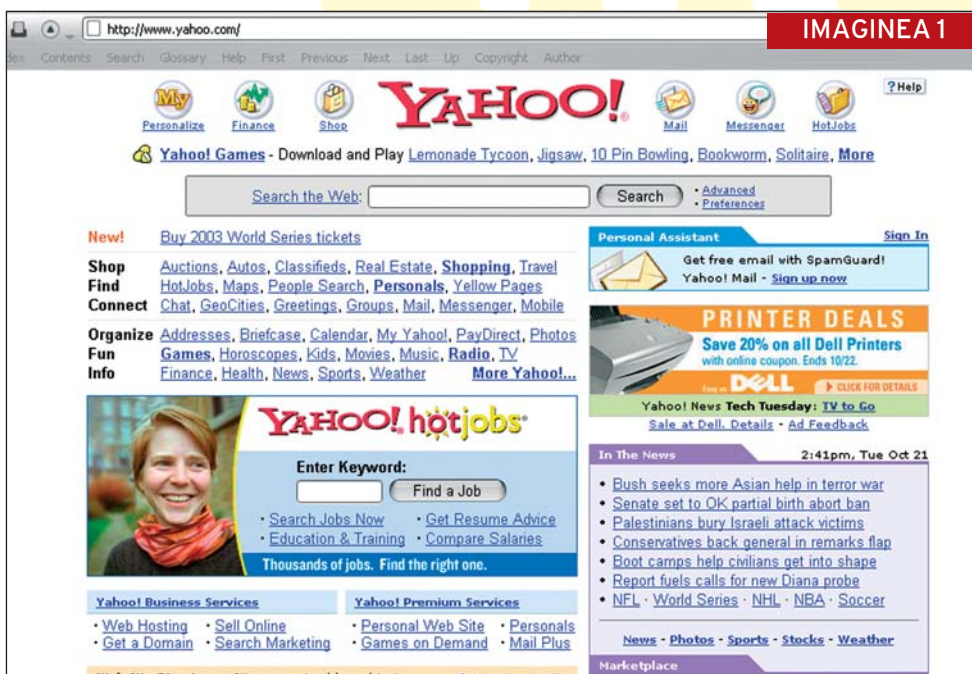 IMAGINEA 1
http://www.yahoo.com/
Contents Search Glossary Help First Previous Next Last Up Copyright Author
My
Personalize Finance Shop YAHOO! Mail Messenger HotJobs ? Help
Yahoo! Games - Download and Play Lemonade Tycoon, Jigsaw, 10 Pin Bowling, Bookworm, Solitaire, More
Search the Web: Search · Advanced
· Preferences
New! Buy 2003 World Series tickets
Shop Auctions, Autos, Classifieds, Real Estate, Shopping, Travel
Find HotJobs, Maps, People Search, Personals, Yellow Pages
Connect Chat, GeoCities, Greetings, Groups, Mail, Messenger, Mobile
Organize Addresses, Briefcase, Calendar, My Yahoo!, PayDirect, Photos
Fun Games, Horoscopes, Kids, Movies, Music, Radio, TV
Info Finance, Health, News, Sports, Weather More Yahoo!...
YAHOO! hotjobs
Enter Keyword:
Find a Job
· Search Jobs Now · Get Resume Advice
· Education & Training · Compare Salaries
Thousands of jobs. Find the right one.
Yahoo! Business Services Yahoo! Premium Services
· Web Hosting · Sell Online · Personal Web Site · Personals
· Get a Domain · Search Marketing · Games on Demand · Mail Plus
Personal Assistant Sign In
Get free email with SpamGuard!
Yahoo! Mail - Sign up now
PRINTER DEALS
Save 20% on all Dell Printers
with online coupon. Ends 10/22.
DELL CLICK FOR DETAILS
Yahoo! News Tech Tuesday: TV to Go
Sale at Dell. Details - Ad Feedback
In The News 2:41pm, Tue Oct 21
• Bush seeks more Asian help in terror war
• Senate set to OK partial birth abort ban
• Palestinians bury Israeli attack victims
• Conservatives back general in remarks flap
• Boot camps help civilians get into shape
• Report fuels calls for new Diana probe
• NFL · World Series · NHL · NBA · Soccer
News - Photos - Sports - Stocks - Weather
Marketplace